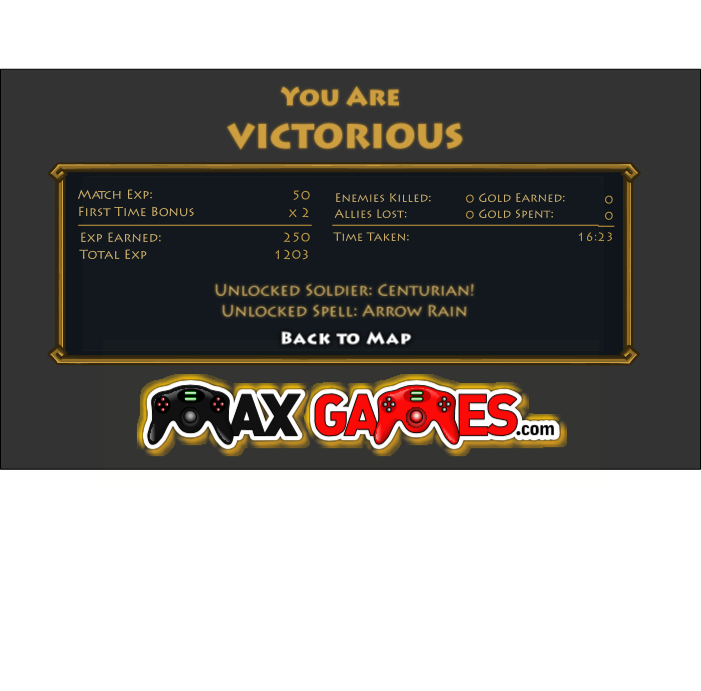 You Are
VICTORIOUS
Match Exp: 50
First Time Bonus x 2
Exp Earned: 250
Total Exp 1203
Enemies Killed: 0 Gold Earned: 0
Allies Lost: 0 Gold Spent: 0
Time Taken: 16:23
Unlocked Soldier: Centurian!
Unlocked Spell: Arrow Rain
Back to Map
MAX GAMES.com